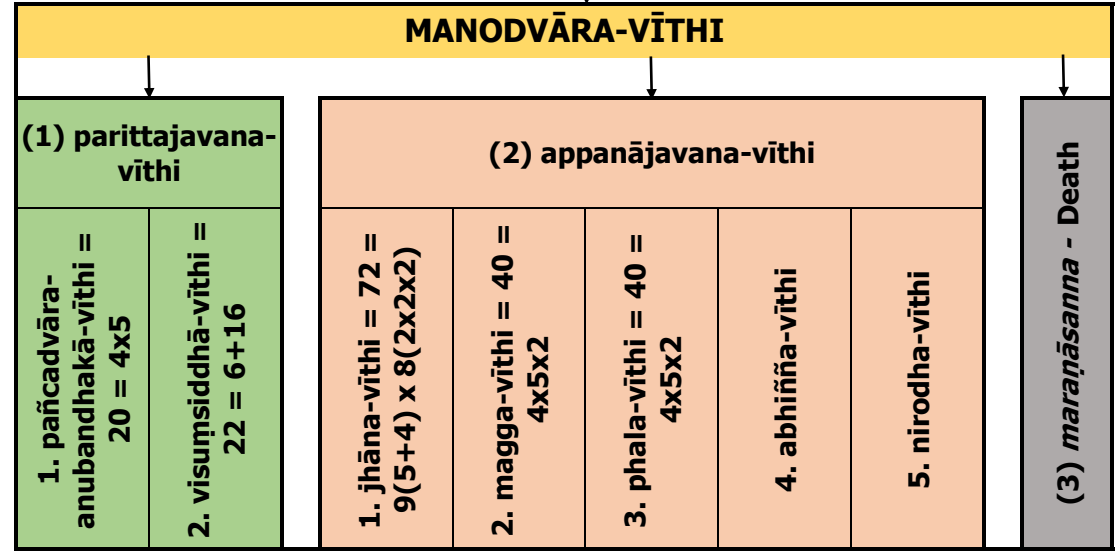 MANODVĀRA-VĪTHI
(1) parittajavana-
vīthi
(2) appanājavana-vīthi
1. pañcadvāra-
anubandhakā-vīthi =
20 = 4x5
2. visuṃsiddhā-vīthi =
22 = 6+16
1. jhāna-vīthi = 72 =
9(5+4) x 8(2x2x2)
2. magga-vīthi = 40 =
4x5x2
3. phala-vīthi = 40 =
4x5x2
4. abhiñña-vīthi
5. nirodha-vīthi
(3) maraṇāsanna - Death